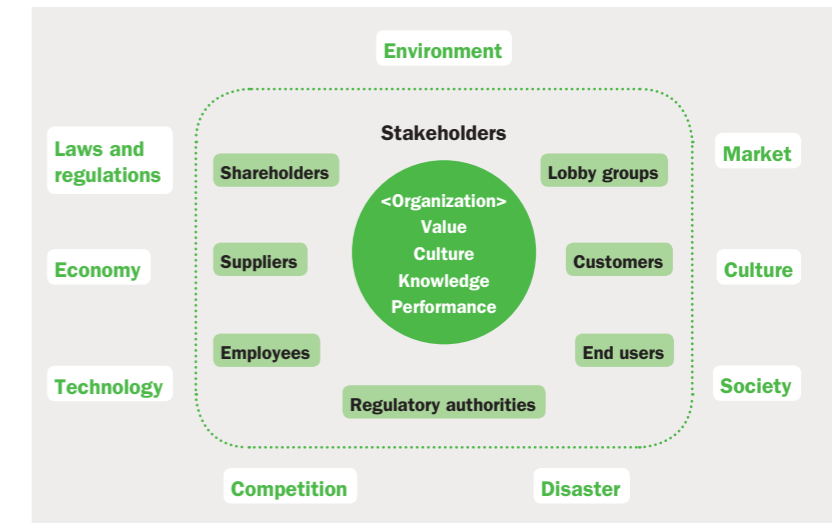 Environment
Stakeholders
Laws and
regulations
Market
Shareholders
Lobby groups
<Organization>
Value
Culture
Knowledge
Performance
Economy
Suppliers
Customers
Culture
Employees
End users
Technology
Regulatory authorities
Society
Competition
Disaster